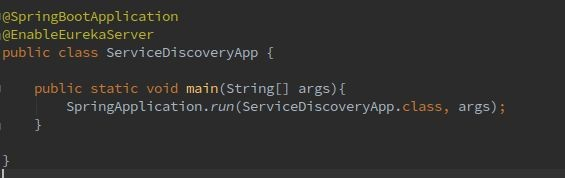 @SpringBootApplication
@EnableEurekaServer
public class ServiceDiscoveryApp {
public static void main(String[] args){
SpringApplication.run(ServiceDiscoveryApp.class, args);
}
}